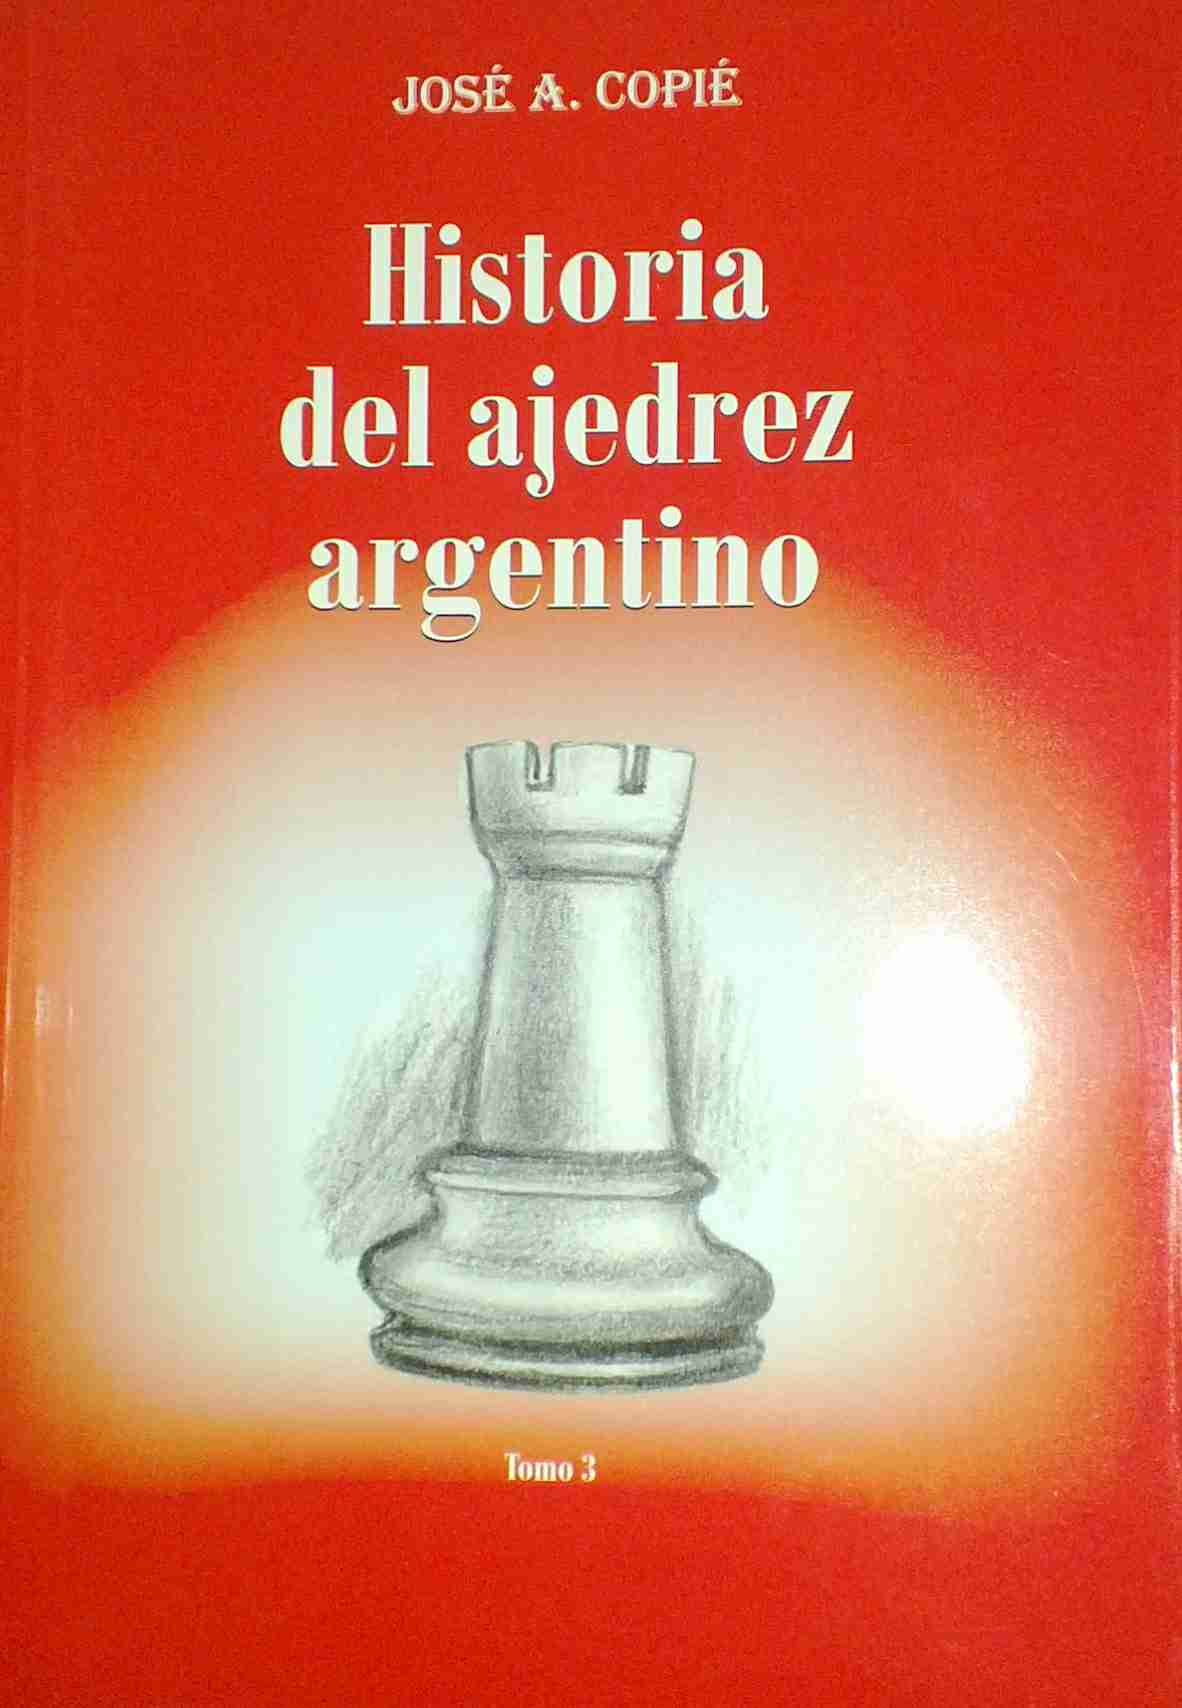 JOSÉ A. COPIÉ
Historia
del ajedrez
argentino
Tomo 3